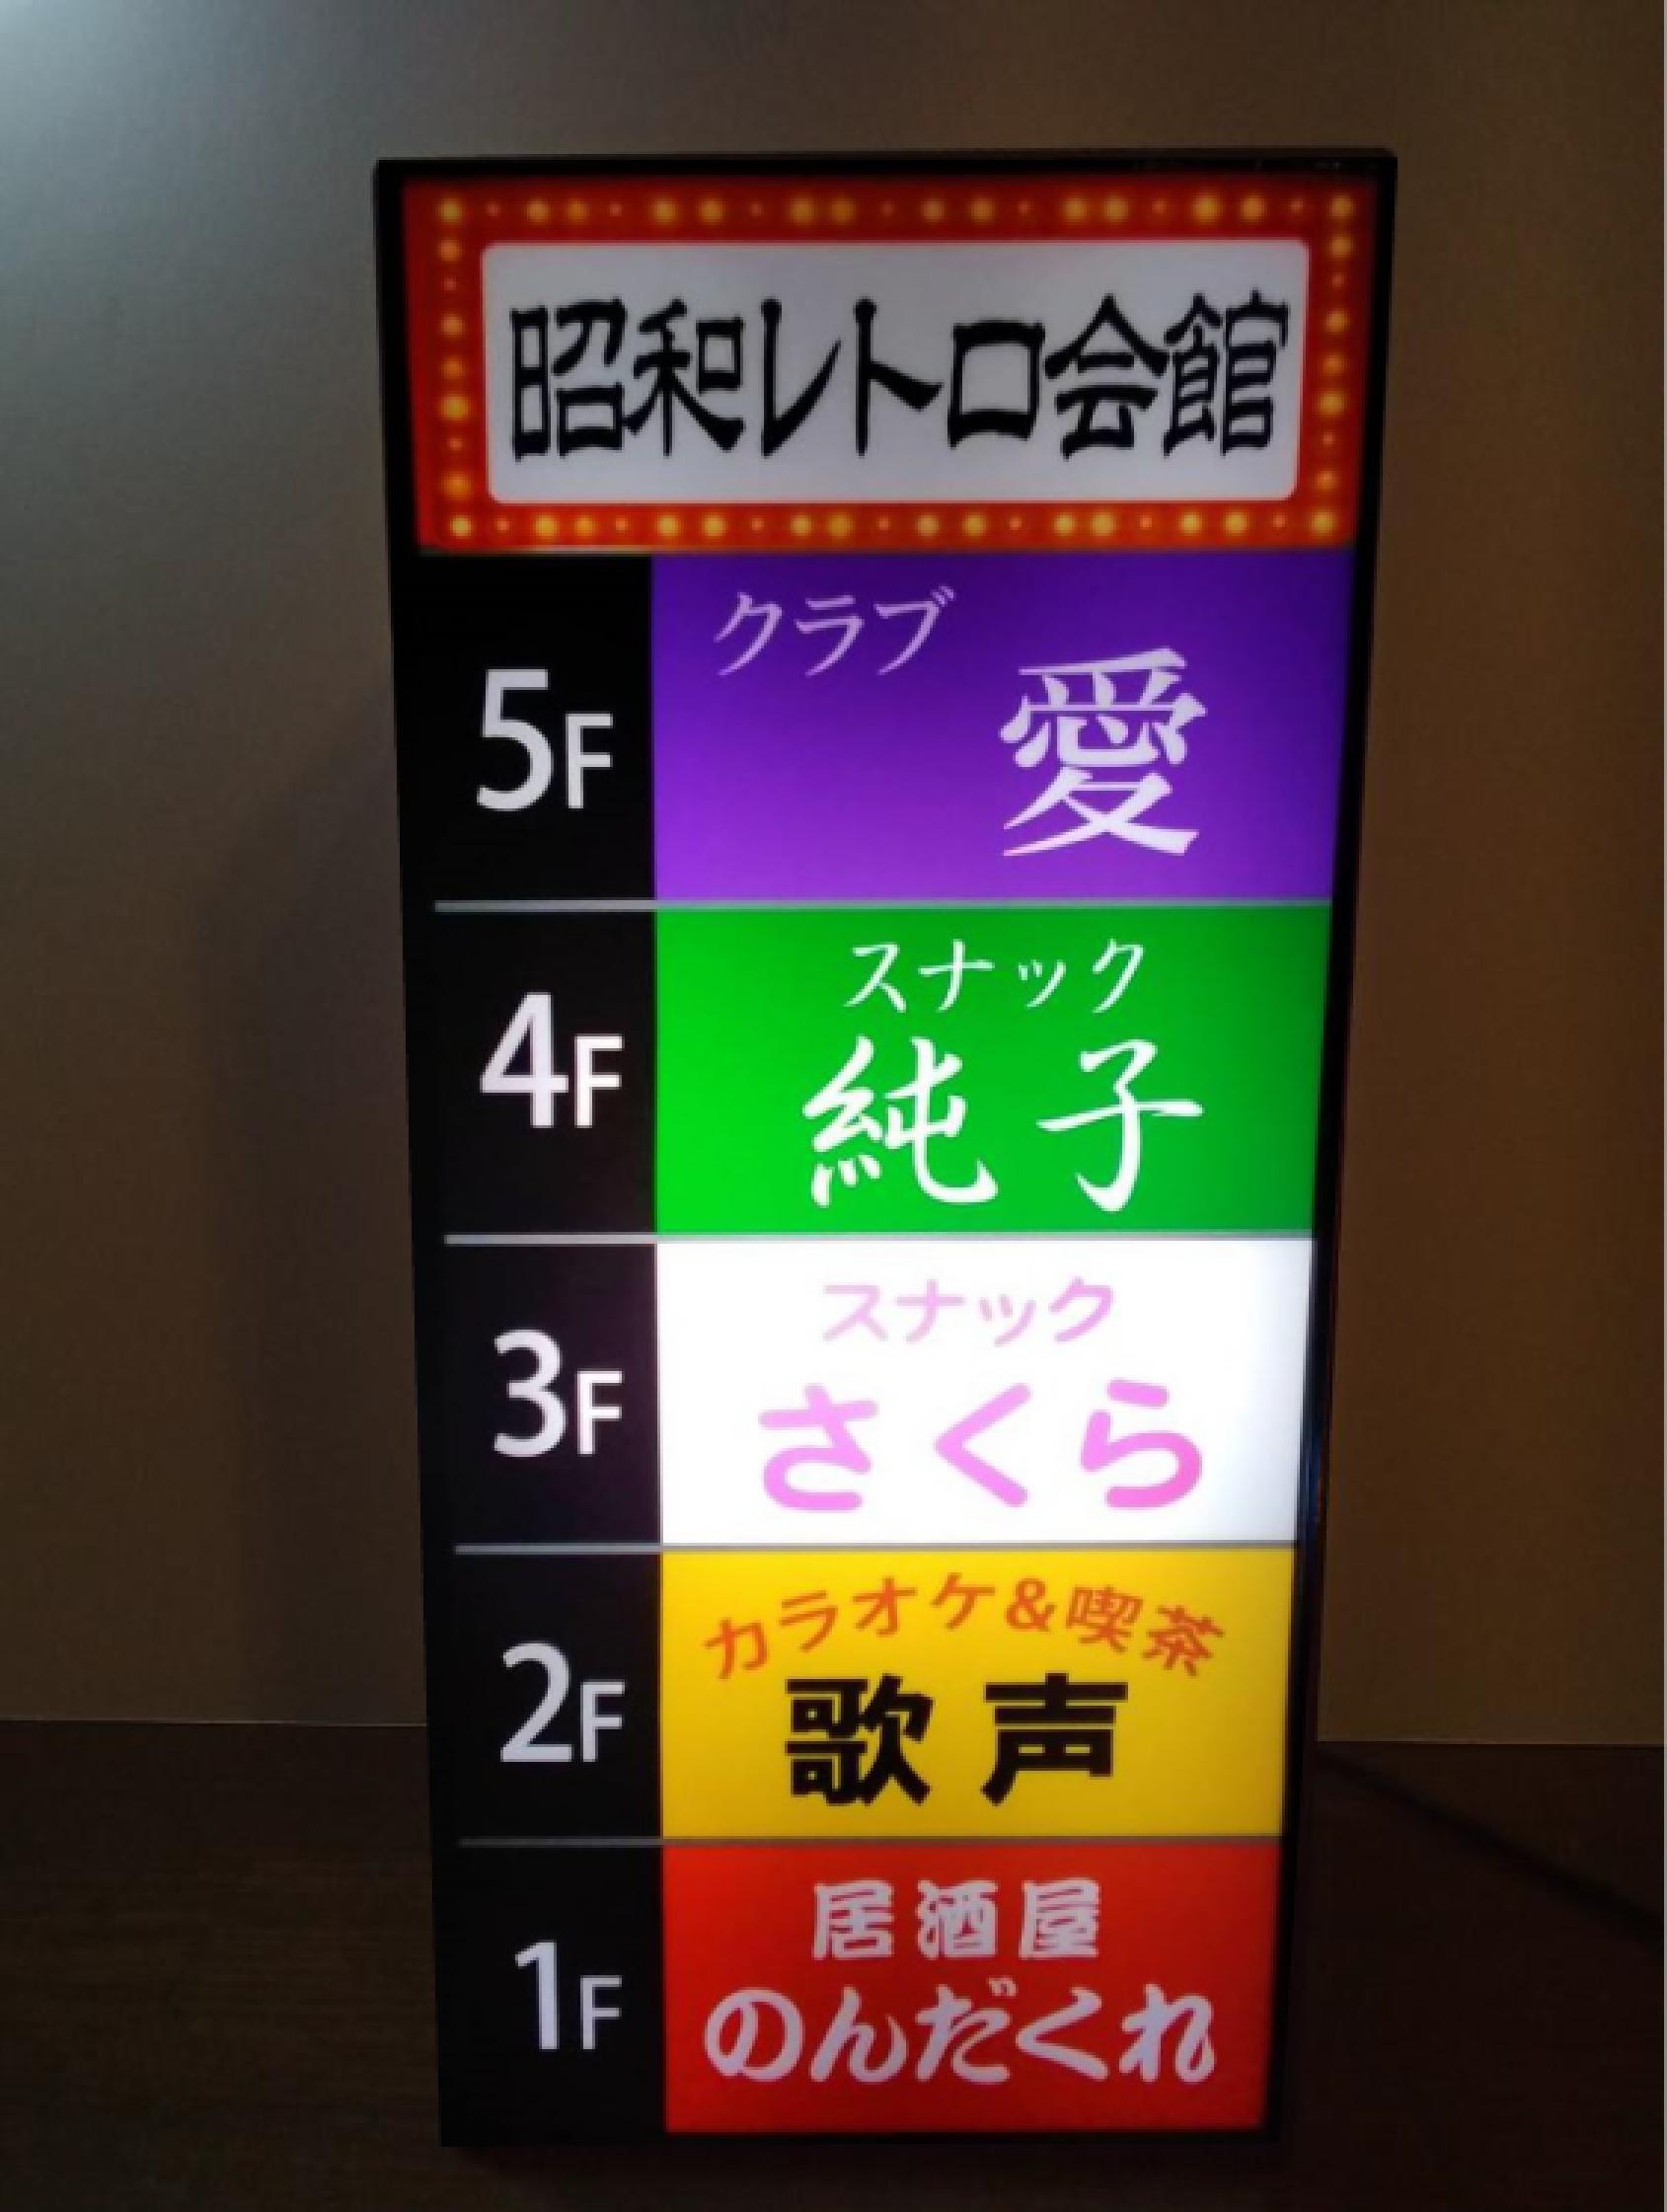 昭和レトロ会館
5F
クラブ
愛
4F
スナック
純子
3F
スナック
さくら
2F
カラオケ&喫茶
歌声
1F
居酒屋
のんだくれ